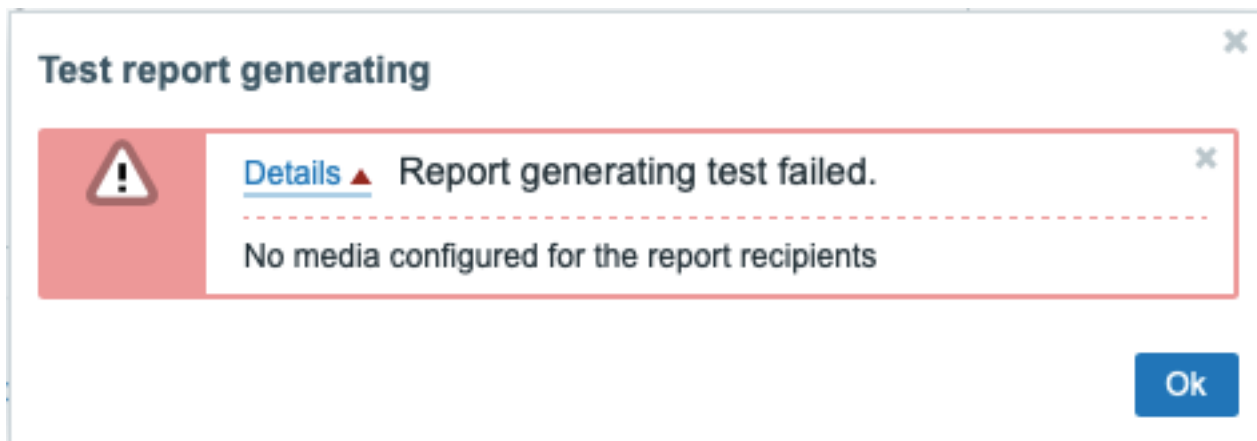 Test report generating
Details Report generating test failed.
No media configured for the report recipients
Ok